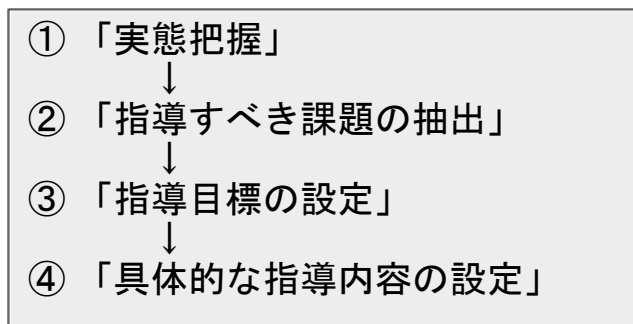 ① 「実態把握」
↓
② 「指導すべき課題の抽出」
↓
③ 「指導目標の設定」
↓
④ 「具体的な指導内容の設定」